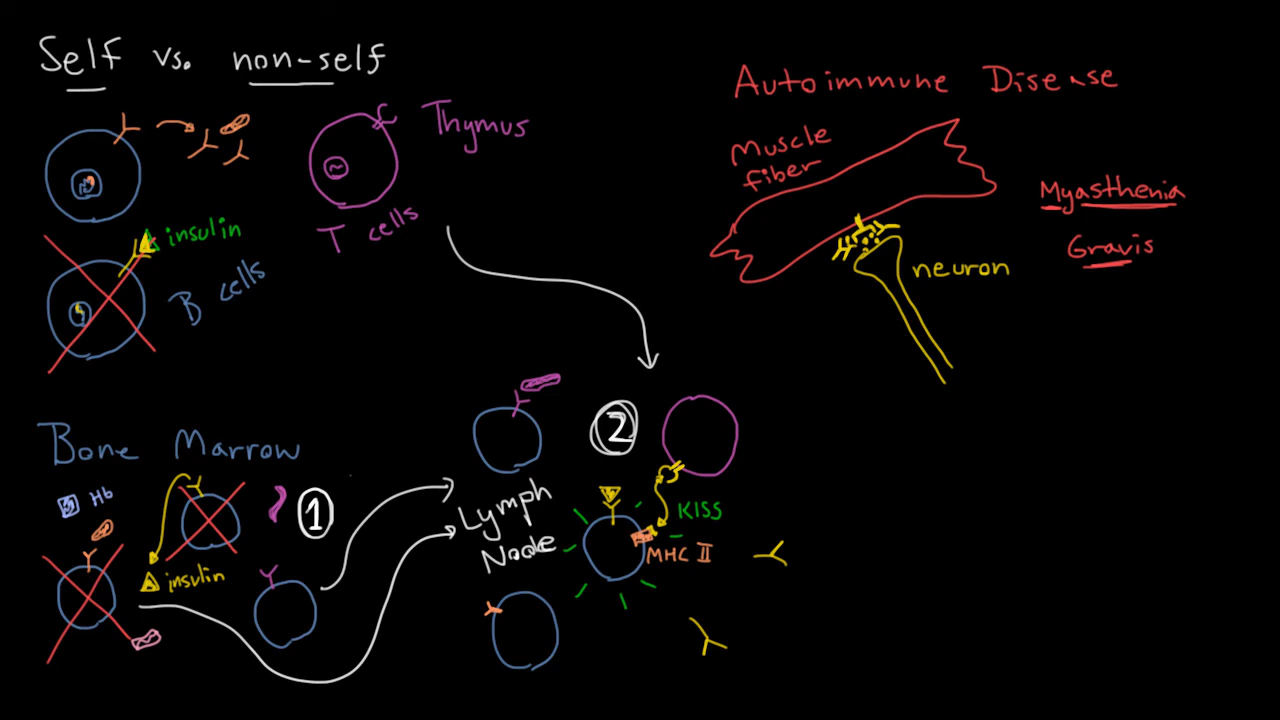 Self vs. non-self
Thymus
T cells
insulin
B cells
Autoimmune Disease
Muscle
fiber
Myasthenia
Gravis
neuron
Bone Marrow
Hb
1
insulin
2
Lymph
Node
KISS
MHC II